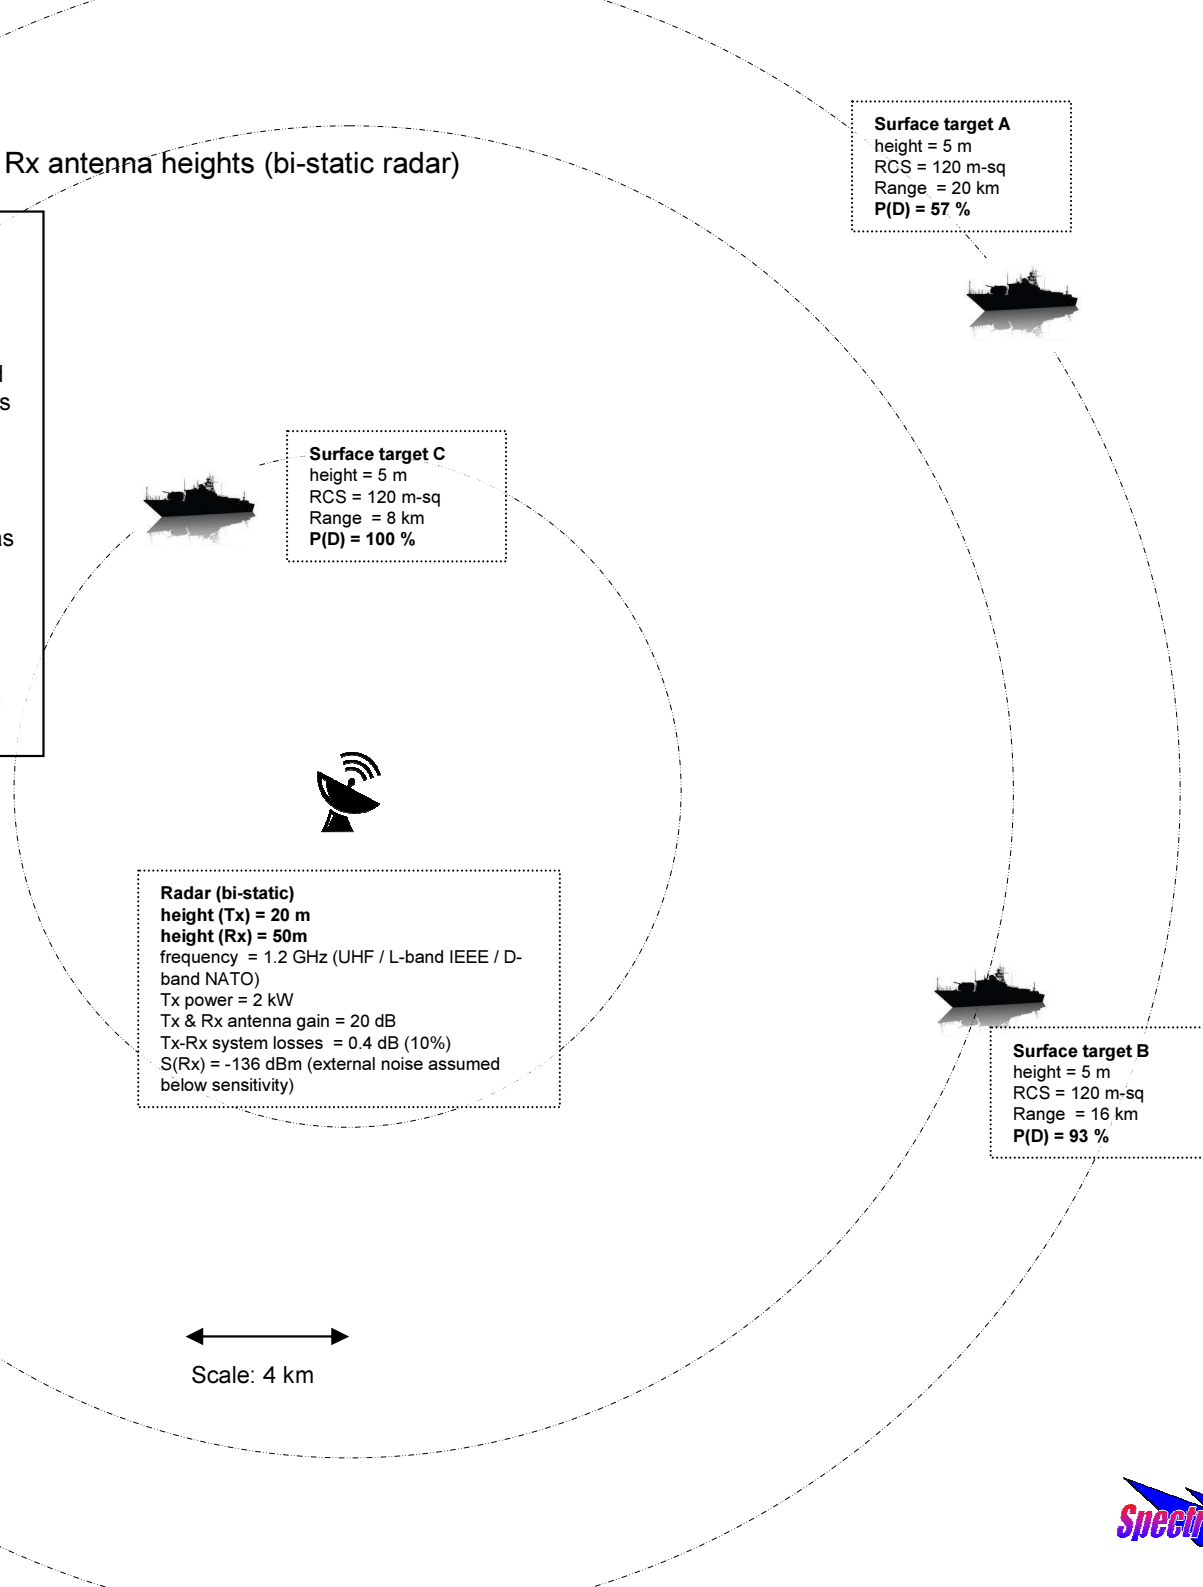 Rx antenna heights (bi-static radar)
Surface target A
height = 5 m
RCS = 120 m-sq
Range = 20 km
P(D) = 57 %
Surface target C
height = 5 m
RCS = 120 m-sq
Range = 8 km
P(D) = 100 %
Radar (bi-static)
height (Tx) = 20 m
height (Rx) = 50m
frequency = 1.2 GHz (UHF / L-band IEEE / D-
band NATO)
Tx power = 2 kW
Tx & Rx antenna gain = 20 dB
Tx-Rx system losses = 0.4 dB (10%)
S(Rx) = -136 dBm (external noise assumed
below sensitivity)
Surface target B
height = 5 m
RCS = 120 m-sq
Range = 16 km
P(D) = 93 %
Scale: 4 km